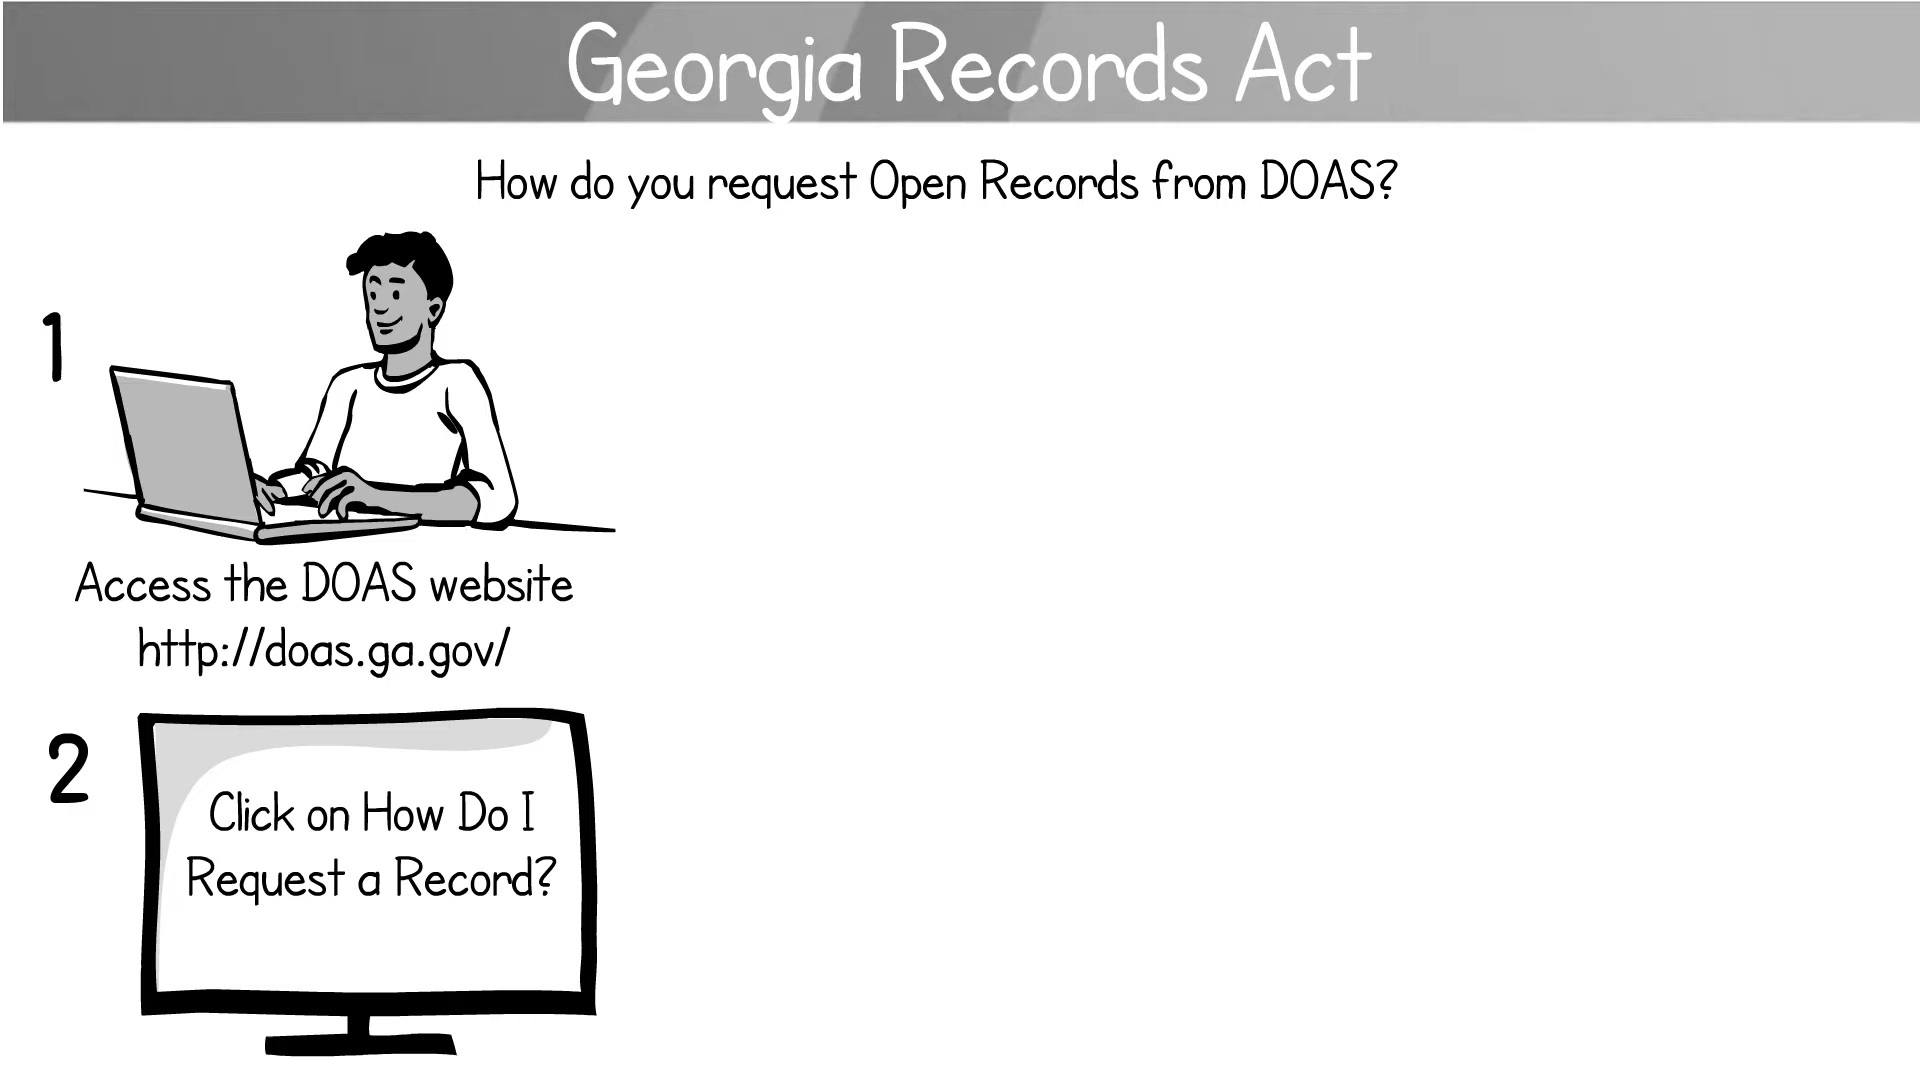 Georgia Records Act
How do you request Open Records from DOAS?
1
Access the DOAS website
http://doas.ga.gov/
2
Click on How Do I
Request a Record?